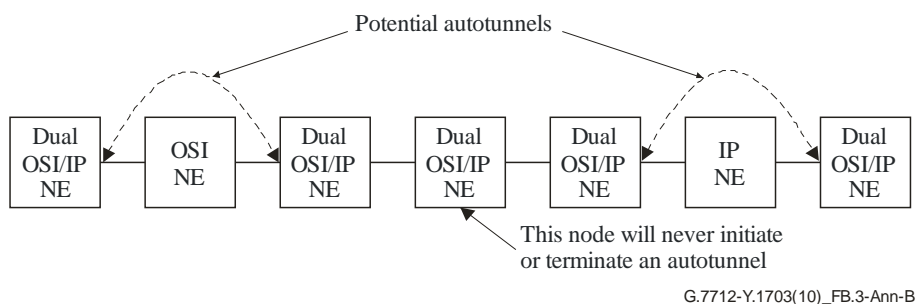 Potential autotunnels
Dual
OSI/IP
NE
OSI
NE
Dual
OSI/IP
NE
Dual
OSI/IP
NE
Dual
OSI/IP
NE
IP
NE
Dual
OSI/IP
NE
This node will never initiate
or terminate an autotunnel
G.7712-Y.1703(10)_FB.3-Ann-B